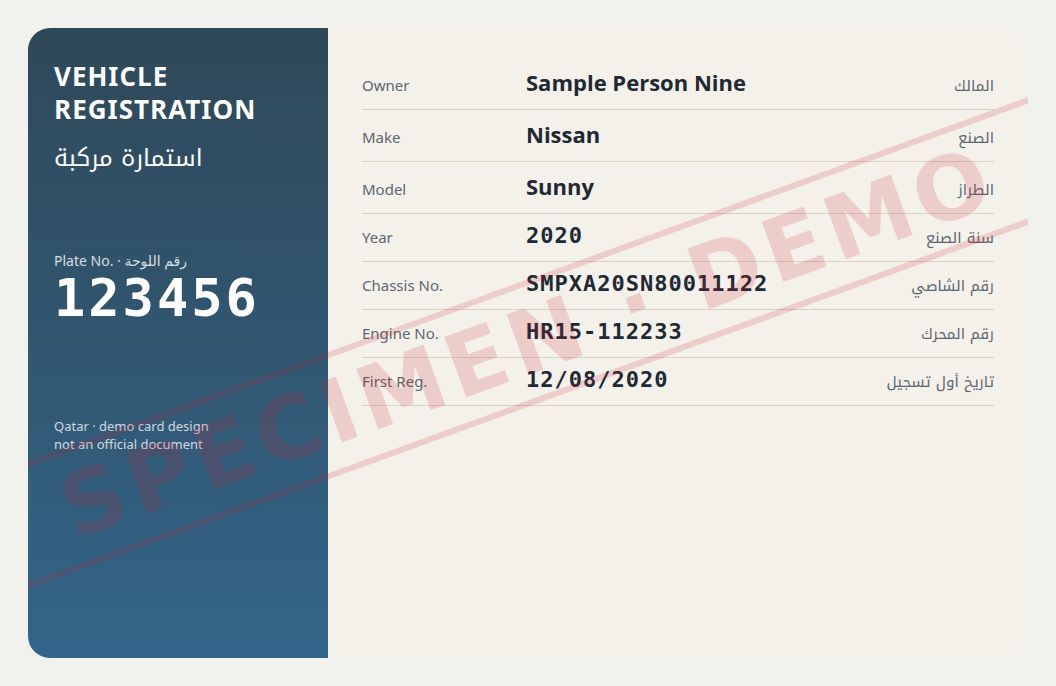 VEHICLE
REGISTRATION
استمارة مركبة
Plate No. · رقم اللوحة
123456
Qatar · demo card design
not an official document
Owner Sample Person Nine المالك
Make Nissan الصنع
Model Sunny الطراز
Year 2020 سنة الصنع
Chassis No. SMPXA20SN80011122 رقم الشاصي
Engine No. HR15-112233 رقم المحرك
First Reg. 12/08/2020 تاريخ أول تسجيل
SPECIMEN · DEMO